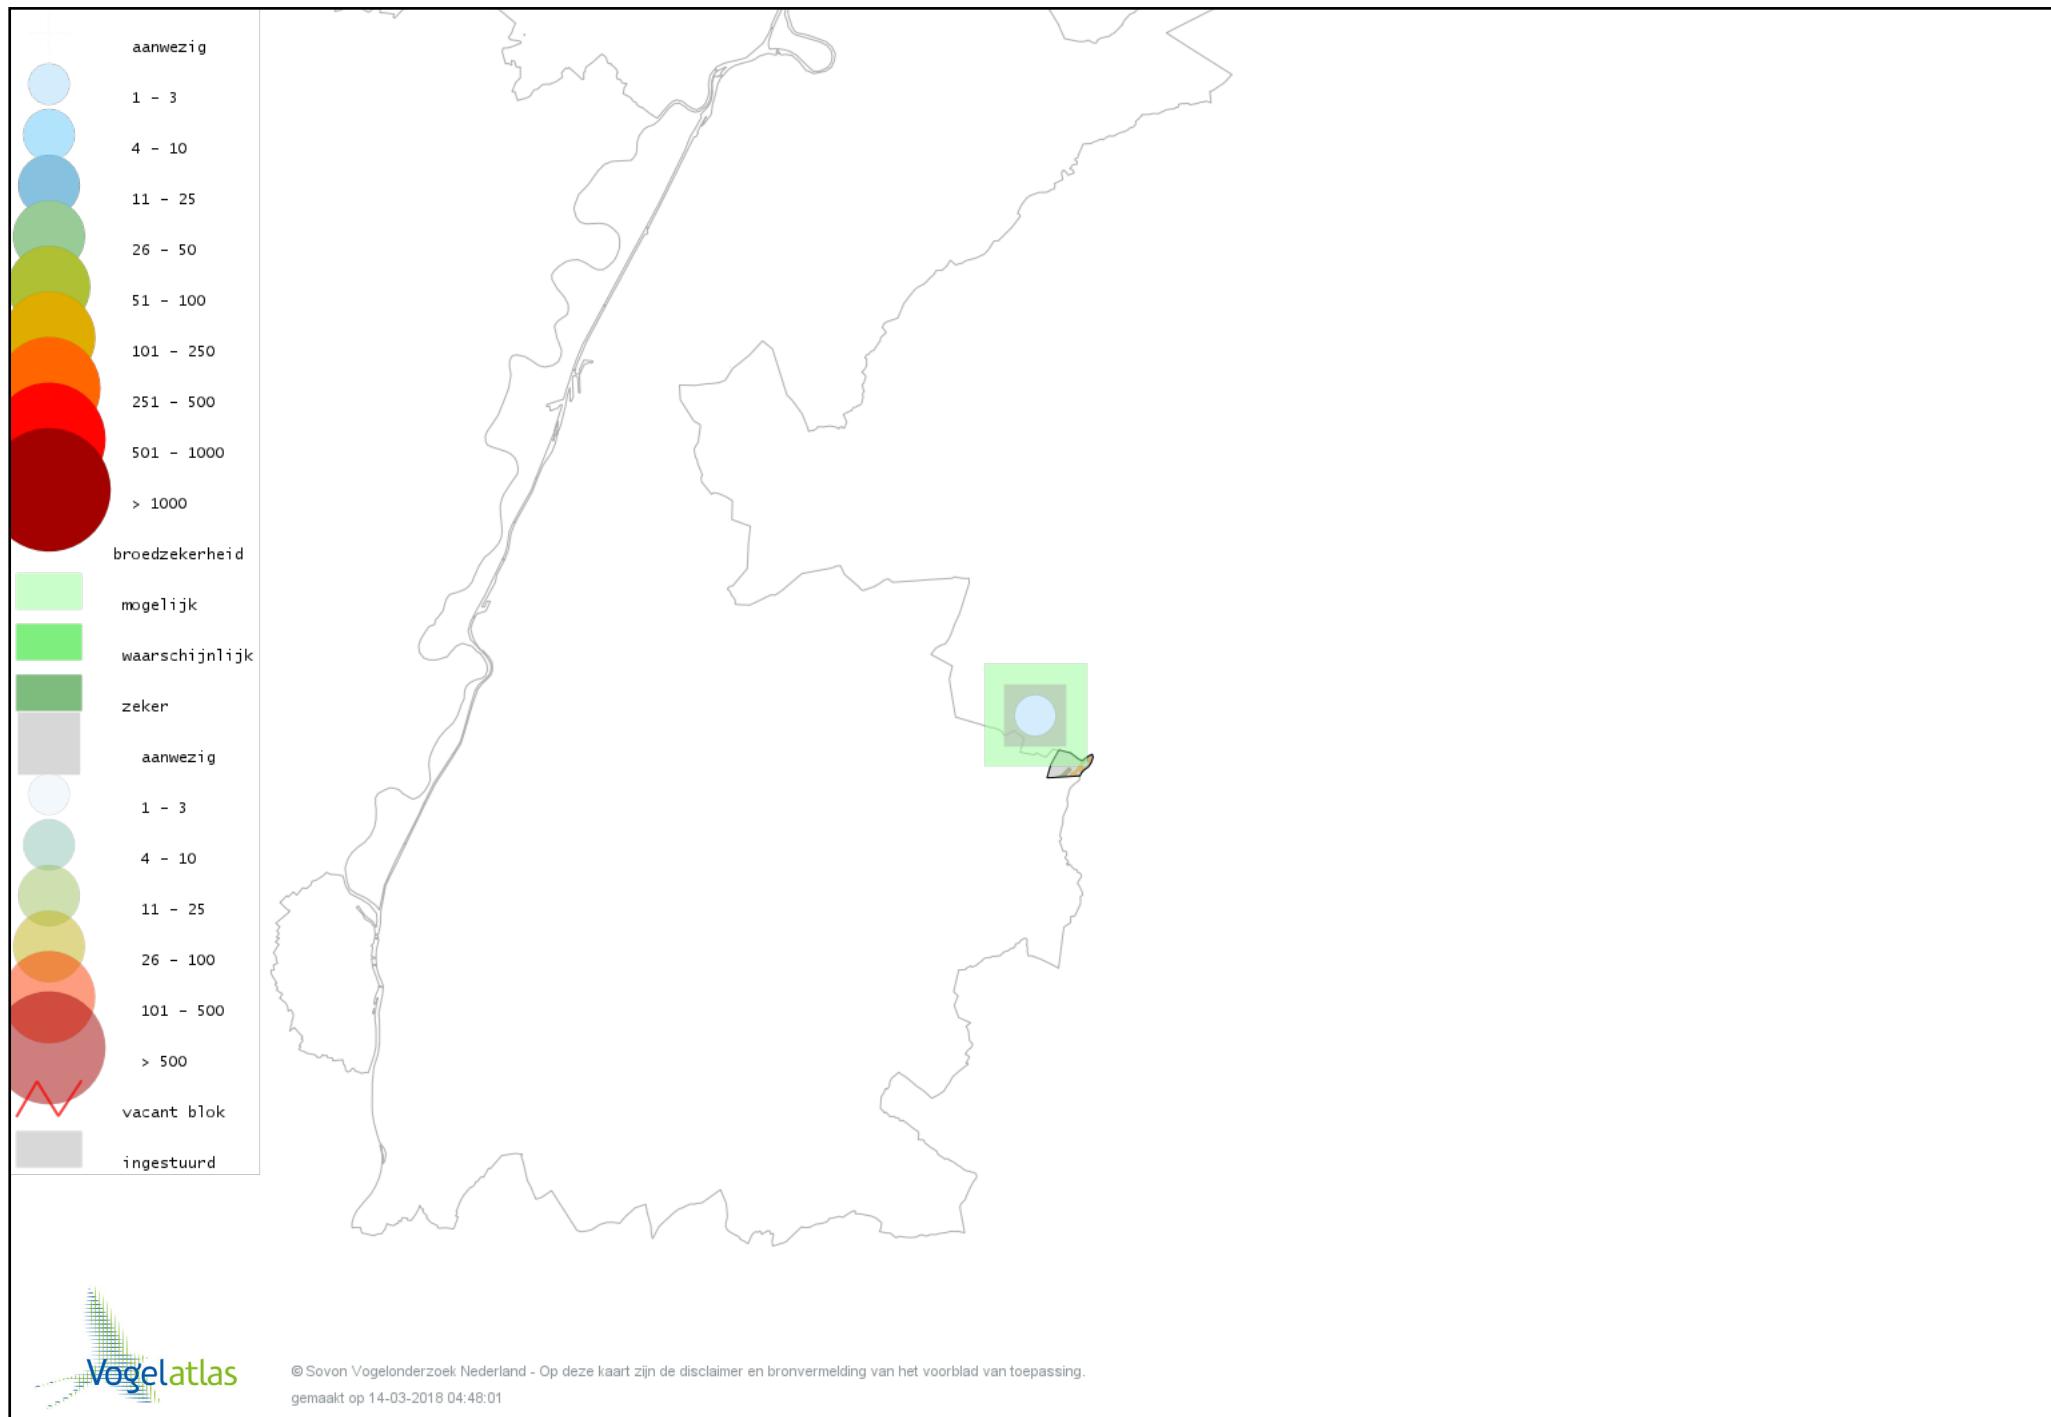 aanwezig
1 - 3
4 - 10
11 - 25
26 - 50
51 - 100
101 - 250
251 - 500
501 - 1000
> 1000
broedzekerheid
mogelijk
waarschijnlijk
zeker
aanwezig
1 - 3
4 - 10
11 - 25
26 - 100
101 - 500
> 500
vacant blok
ingestuurd
Vogelatlas
© Sovon Vogelonderzoek Nederland - Op deze kaart zijn de disclaimer en bronvermelding van het voorblad van toepassing.
gemaakt op 14-03-2018 04:48:01